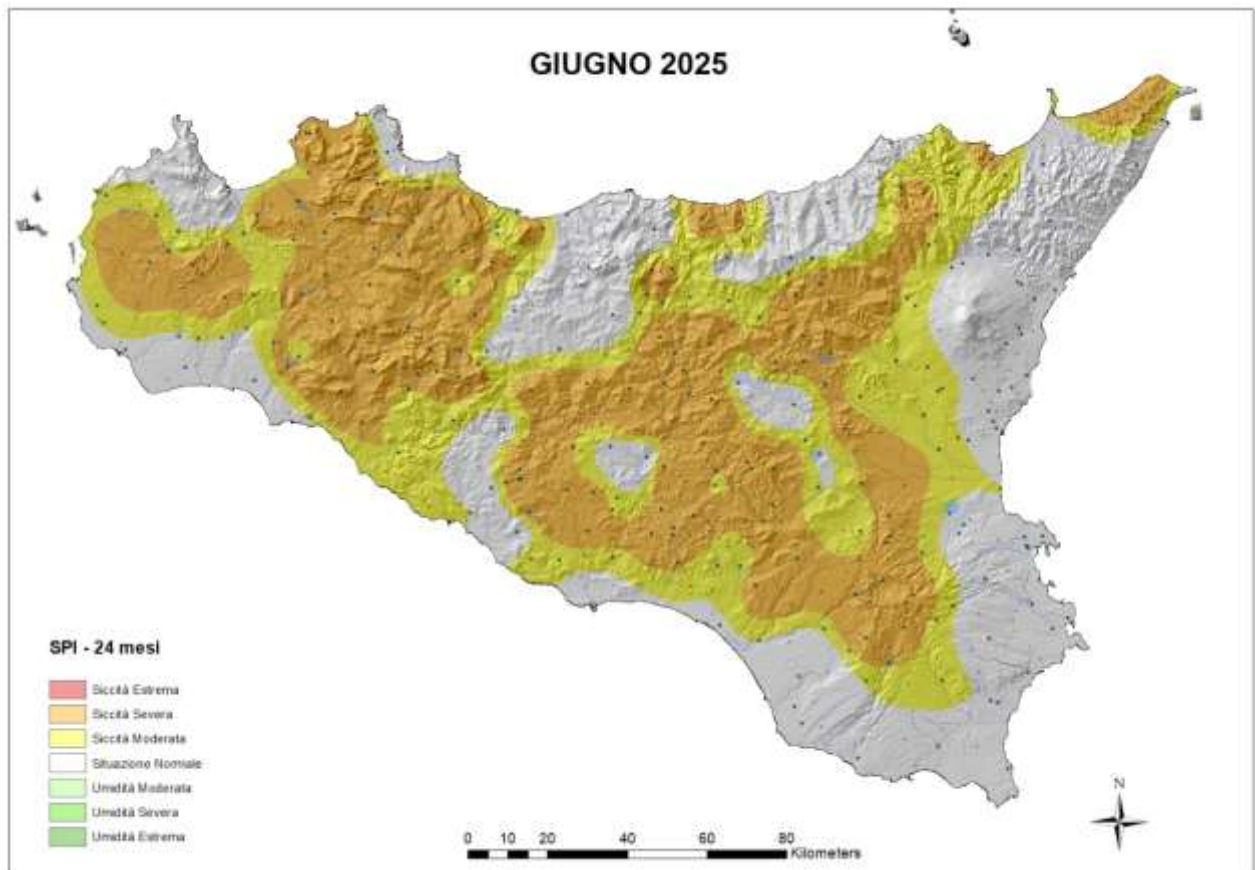 GIUGNO 2025
SPI - 24 mesi
Siccità Estrema
Siccità Severa
Siccità Moderata
Situazione Normale
Umidità Moderata
Umidità Severa
Umidità Estrema
N
0 10 20 40 60 80
Kilometers